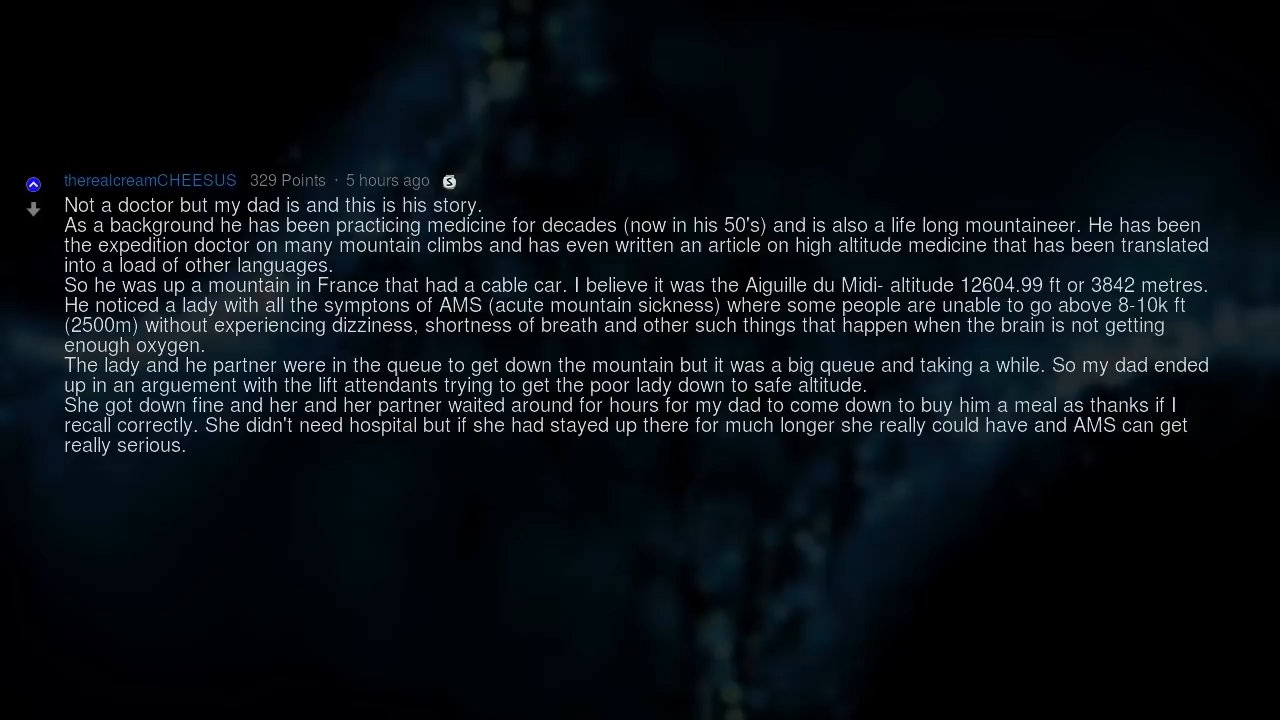 therealcreamCHEESUS 329 Points · 5 hours ago
Not a doctor but my dad is and this is his story.
As a background he has been practicing medicine for decades (now in his 50's) and is also a life long mountaineer. He has been
the expedition doctor on many mountain climbs and has even written an article on high altitude medicine that has been translated
into a load of other languages.
So he was up a mountain in France that had a cable car. I believe it was the Aiguille du Midi- altitude 12604.99 ft or 3842 metres.
He noticed a lady with all the symptons of AMS (acute mountain sickness) where some people are unable to go above 8-10k ft
(2500m) without experiencing dizziness, shortness of breath and other such things that happen when the brain is not getting
enough oxygen.
The lady and he partner were in the queue to get down the mountain but it was a big queue and taking a while. So my dad ended
up in an arguement with the lift attendants trying to get the poor lady down to safe altitude.
She got down fine and her and her partner waited around for hours for my dad to come down to buy him a meal as thanks if I
recall correctly. She didn't need hospital but if she had stayed up there for much longer she really could have and AMS can get
really serious.